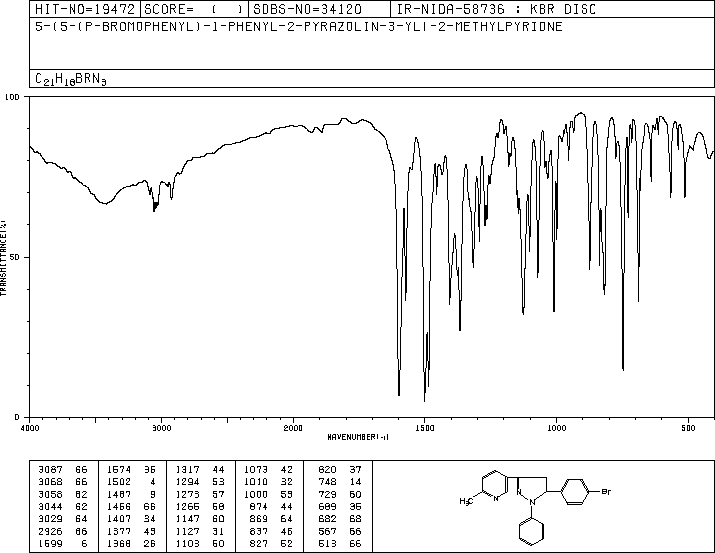 HIT-NO=19472 SCORE= ( ) SDBS-NO=34120 IR-NIDA-58736 : KBR DISC
5-(5-(P-BROMOPHENYL)-1-PHENYL-2-PYRAZOLIN-3-YL)-2-METHYLPYRIONE
C21H18BRN3
100
50
0
TRANSMITTANCE(%)
4000 3000 2000 1500 1000 500
WAVENUMBER(-1)
3087 66 1574 36 1317 44 1073 42 820 37
3068 66 1502 4 1294 53 1010 32 748 14
3058 62 1487 9 1273 57 1000 53 729 60
3044 62 1456 66 1265 58 874 44 689 35
3029 64 1407 34 1147 60 869 64 682 68
2926 66 1377 49 1127 31 837 46 567 66
1599 6 1368 26 1103 50 827 52 513 66
H3C
N
N
N
Br